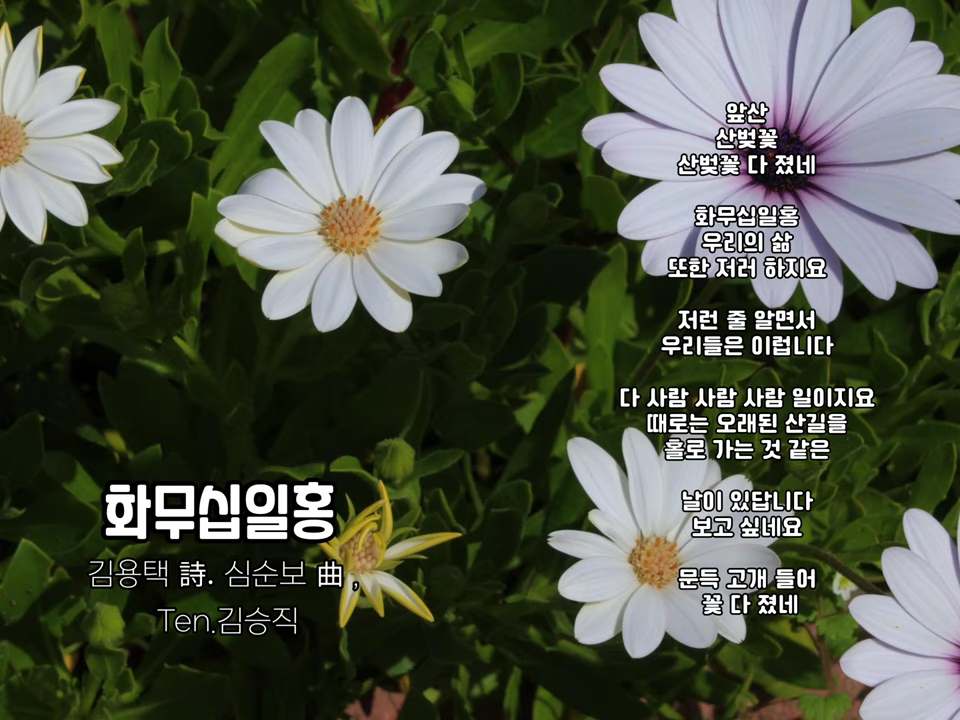 앞산
산벚꽃
산벚꽃 다 졌네
화무십일홍
우리의 삶
또한 저러 하지요
저런 줄 알면서
우리들은 이럽니다
다 사람 사람 사람 일이지요
때로는 오래된 산길을
홀로 가는 것 같은
날이 있답니다
보고 싶네요
문득 고개 들어
꽃 다 졌네
화무십일홍
김용택 詩. 심순보 曲,
Ten.김승직